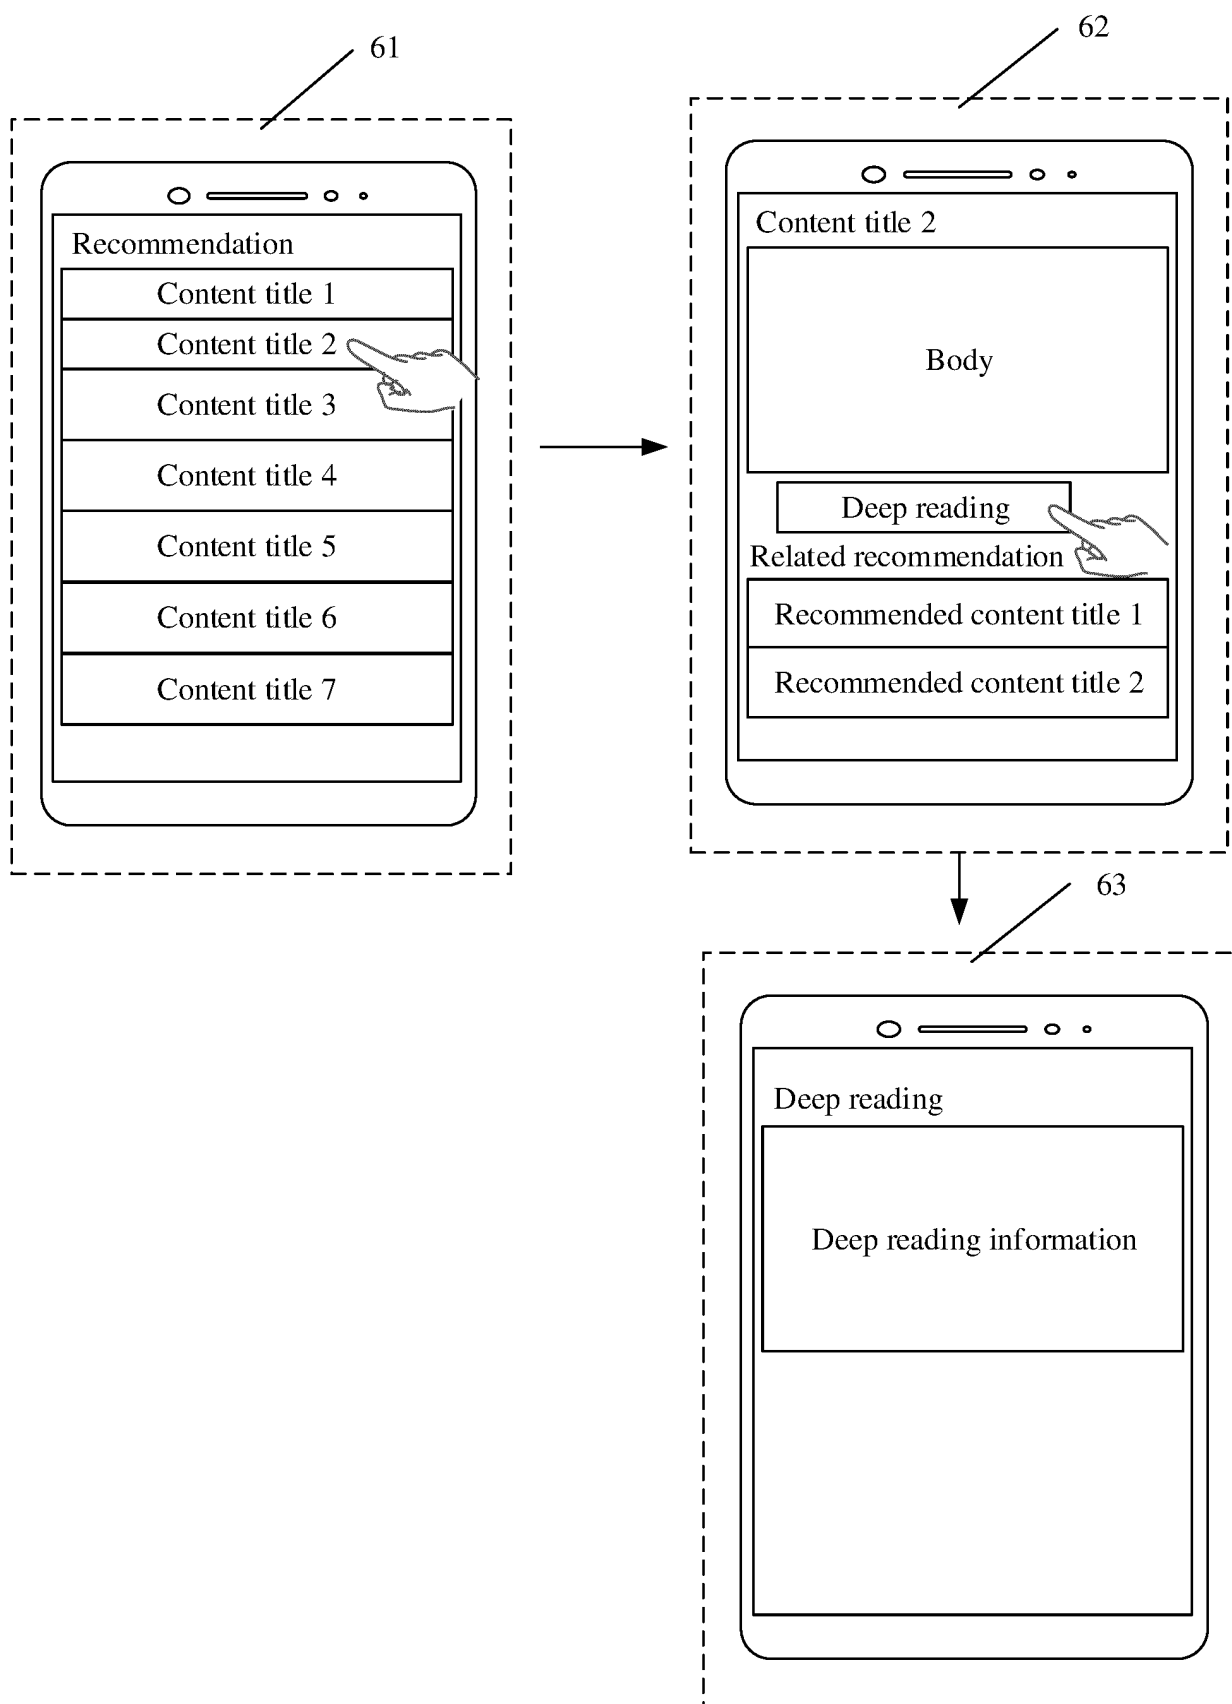 61
Recommendation
Content title 1
Content title 2
Content title 3
Content title 4
Content title 5
Content title 6
Content title 7
62
Content title 2
Body
Deep reading
Related recommendation
Recommended content title 1
Recommended content title 2
63
Deep reading
Deep reading information